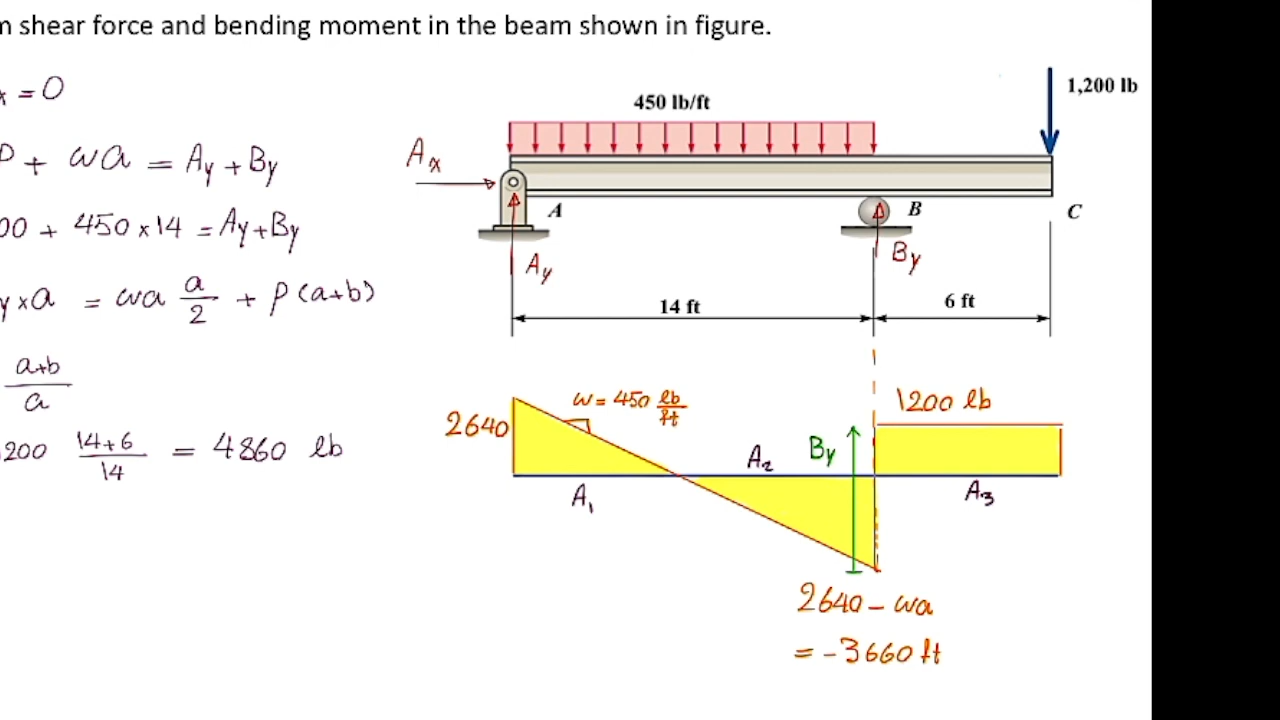 m shear force and bending moment in the beam shown in figure.
x = 0
P + wa = Ay + By
00 + 450 x 14 = Ay + By
y x a = wa a/2 + P (a+b)
a+b/a
200 14+6/14 = 4860 lb
450 lb/ft
1,200 lb
Ax
A
B
C
Ay
By
14 ft
6 ft
w = 450 lb/ft
1200 lb
2640
A₁
A₂
By
A₃
2640 – wa
= –3660 ft